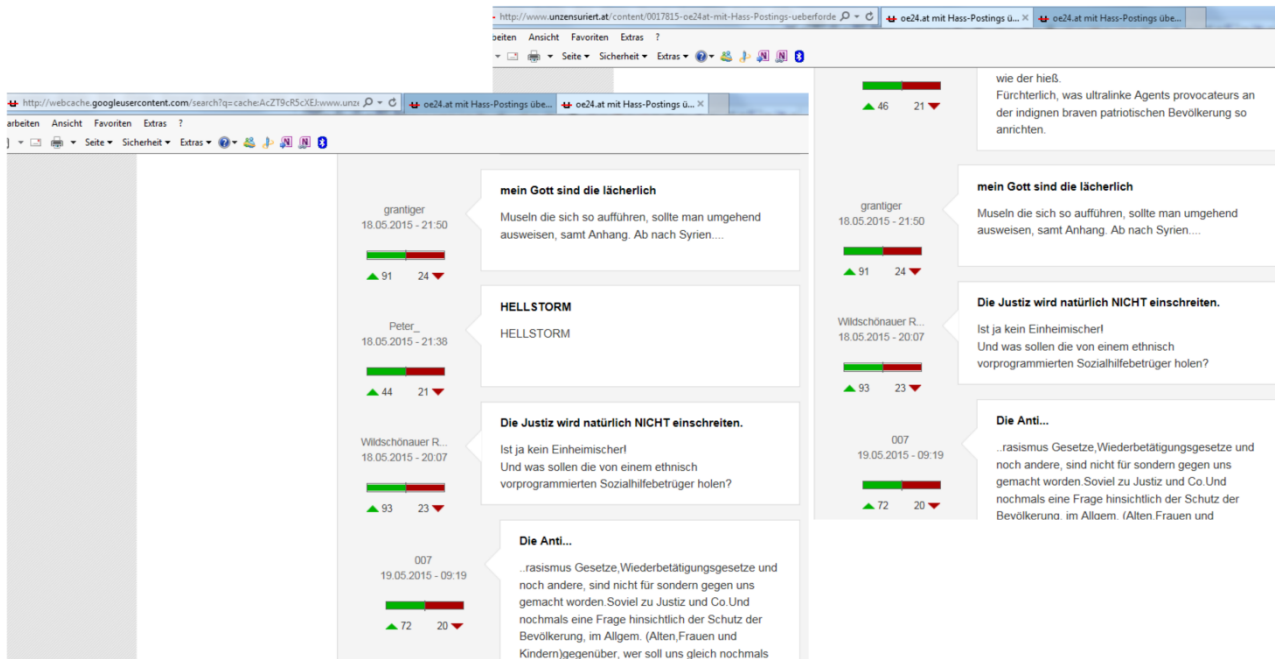 http://www.unzensuriert.at/content/0017815-oe24at-mit-Hass-Postings-ueberforde
oe24.at mit Hass-Postings ü...
oe24.at mit Hass-Postings übe...
beiten Ansicht Favoriten Extras ?
Seite Sicherheit Extras
wie der hieß.
Fürchterlich, was ultralinke Agents provocateurs an
der indignen braven patriotischen Bevölkerung so
anrichten.
46 21
grantiger
18.05.2015 - 21:50
91 24
mein Gott sind die lächerlich
Museln die sich so aufführen, sollte man umgehend
ausweisen, samt Anhang. Ab nach Syrien....
Wildschönauer R...
18.05.2015 - 20:07
93 23
Die Justiz wird natürlich NICHT einschreiten.
Ist ja kein Einheimischer!
Und was sollen die von einem ethnisch
vorprogrammierten Sozialhilfebetrüger holen?
007
19.05.2015 - 09:19
72 20
Die Anti...
..rasismus Gesetze,Wiederbetätigungsgesetze und
noch andere, sind nicht für sondern gegen uns
gemacht worden.Soviel zu Justiz und Co.Und
nochmals eine Frage hinsichtlich der Schutz der
Bevölkerung, im Allgem. (Alten,Frauen und
http://webcache.googleusercontent.com/search?q=cache:AcZT9cR5cXEJ:www.unz
oe24.at mit Hass-Postings übe...
oe24.at mit Hass-Postings ü...
arbeiten Ansicht Favoriten Extras ?
Seite Sicherheit Extras
grantiger
18.05.2015 - 21:50
91 24
mein Gott sind die lächerlich
Museln die sich so aufführen, sollte man umgehend
ausweisen, samt Anhang. Ab nach Syrien....
Peter_
18.05.2015 - 21:38
44 21
HELLSTORM
HELLSTORM
Wildschönauer R...
18.05.2015 - 20:07
93 23
Die Justiz wird natürlich NICHT einschreiten.
Ist ja kein Einheimischer!
Und was sollen die von einem ethnisch
vorprogrammierten Sozialhilfebetrüger holen?
007
19.05.2015 - 09:19
72 20
Die Anti...
..rasismus Gesetze,Wiederbetätigungsgesetze und
noch andere, sind nicht für sondern gegen uns
gemacht worden.Soviel zu Justiz und Co.Und
nochmals eine Frage hinsichtlich der Schutz der
Bevölkerung, im Allgem. (Alten,Frauen und
Kindern)gegenüber, wer soll uns gleich nochmals